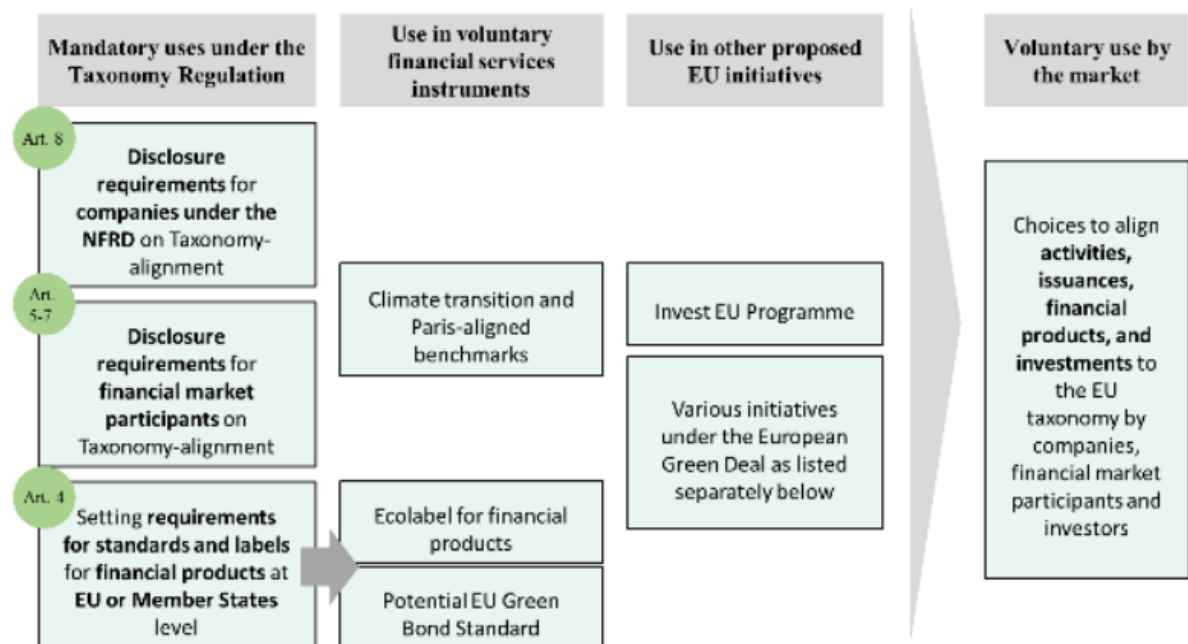 Mandatory uses under the
Taxonomy Regulation
Use in voluntary
financial services
instruments
Use in other proposed
EU initiatives
Voluntary use by
the market
Art. 8
Disclosure
requirements for
companies under the
NFRD on Taxonomy-
alignment
Art.
5-7
Disclosure
requirements for
financial market
participants on
Taxonomy-alignment
Art. 4
Setting requirements
for standards and labels
for financial products at
EU or Member States
level
Climate transition and
Paris-aligned
benchmarks
Ecolabel for financial
products
Potential EU Green
Bond Standard
Invest EU Programme
Various initiatives
under the European
Green Deal as listed
separately below
Choices to align
activities,
issuances,
financial
products, and
investments to
the EU
taxonomy by
companies,
financial market
participants and
investors